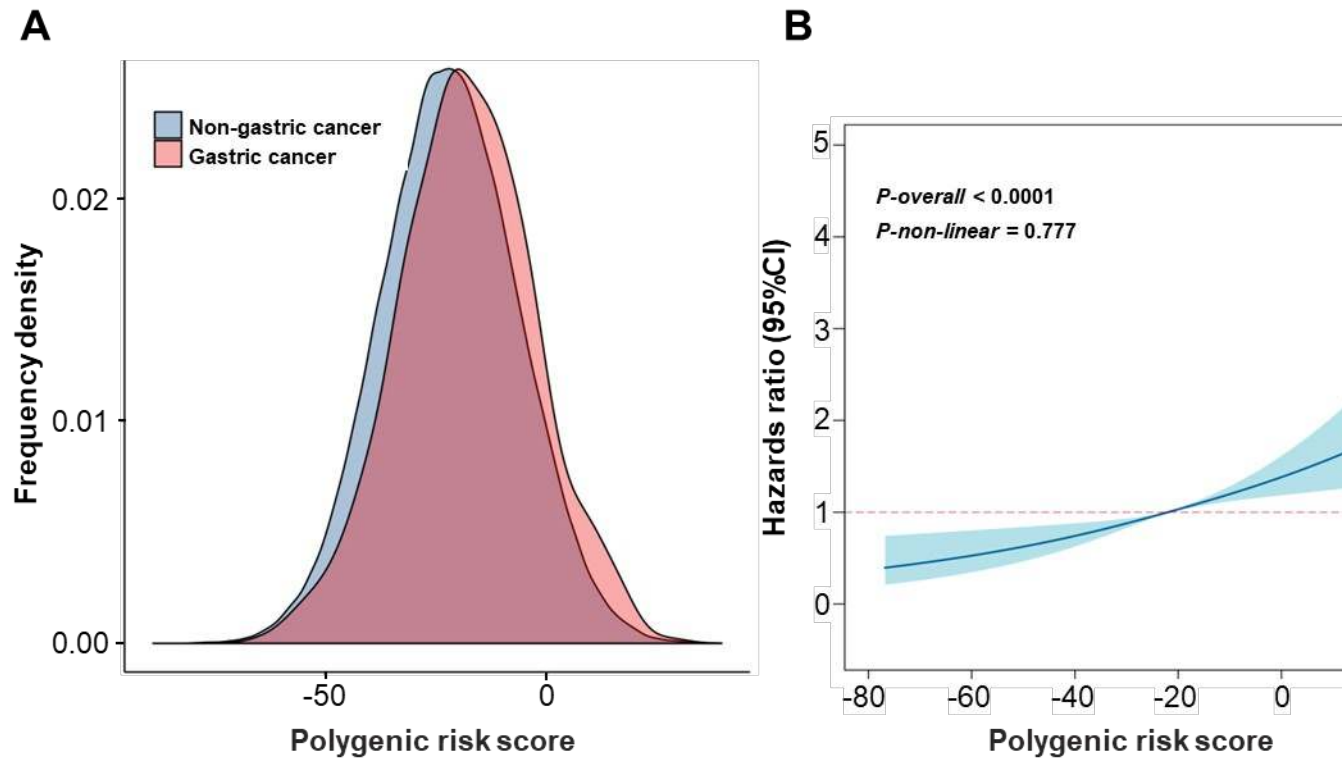 A
Non-gastric cancer
Gastric cancer
0.02
0.01
0.00
Frequency density
-50
0
Polygenic risk score
B
5
4
3
2
1
0
P-overall < 0.0001
P-non-linear = 0.777
Hazards ratio (95%CI)
-80
-60
-40
-20
0
Polygenic risk score